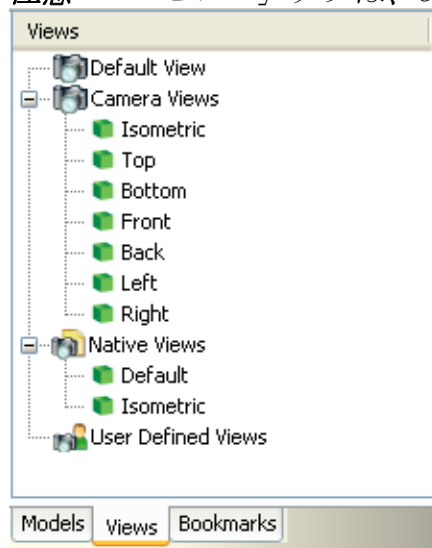 Views
Default View
Camera Views
Isometric
Top
Bottom
Front
Back
Left
Right
Native Views
Default
Isometric
User Defined Views
Models Views Bookmarks